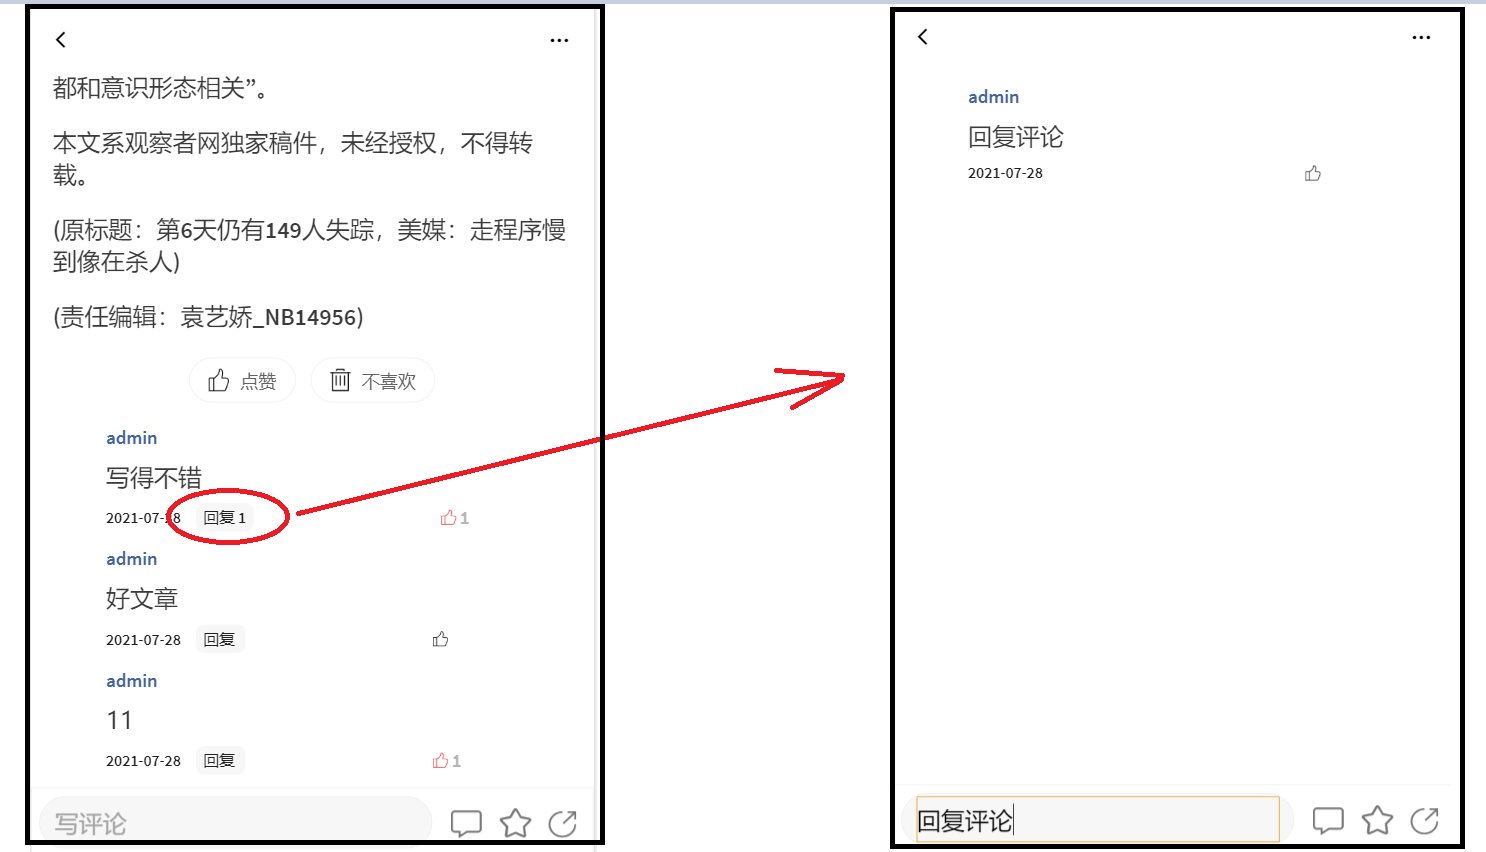 都和意识形态相关”。
本文系观察者网独家稿件，未经授权，不得转
载。
(原标题：第6天仍有149人失踪，美媒：走程序慢
到像在杀人)
(责任编辑：袁艺娇_NB14956)
点赞 不喜欢
admin
写得不错
2021-07-28 回复 1 1
admin
好文章
2021-07-28 回复
admin
11
2021-07-28 回复 1
写评论
admin
回复评论
2021-07-28
回复评论